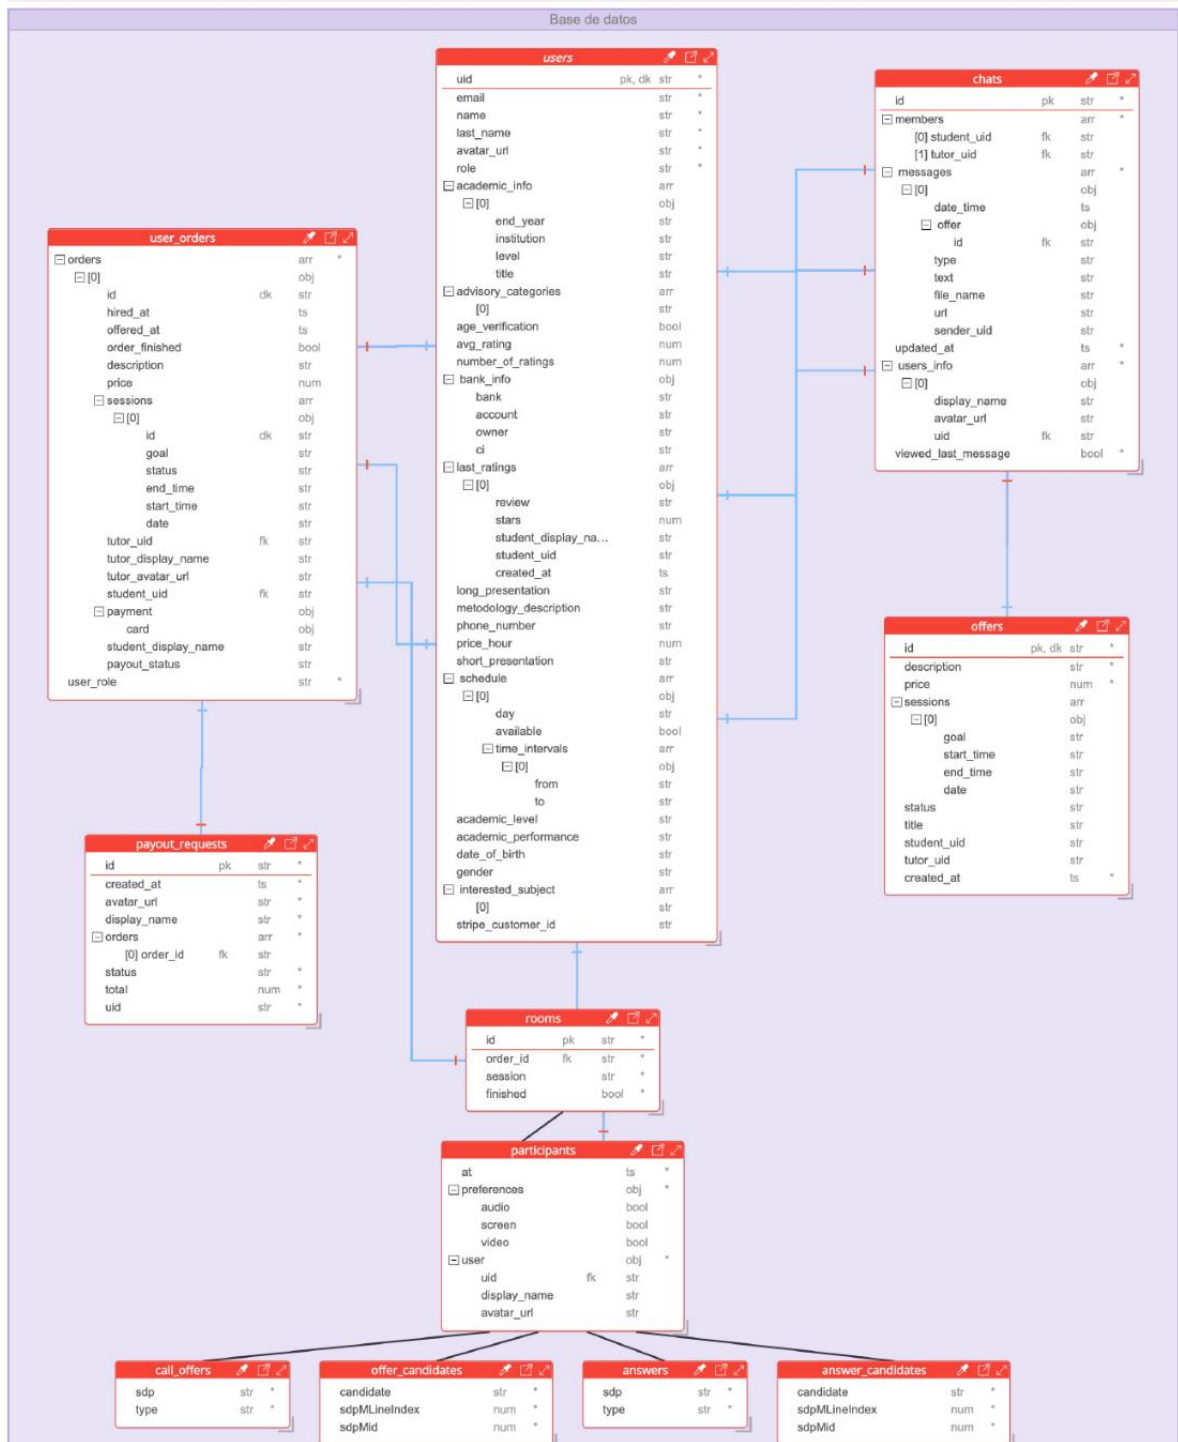 Base de datos
users
uid pk, dk str *
email str *
name str *
last_name str *
avatar_url str *
role str *
academic_info arr
[0] obj
end_year str
institution str
level str
title str
advisory_categories arr
[0] str
age_verification bool
avg_rating num
number_of_ratings num
bank_info obj
bank str
account str
owner str
ci str
last_ratings arr
[0] obj
review str
stars num
student_display_na... str
student_uid str
created_at ts
long_presentation str
metodology_description str
phone_number str
price_hour num
short_presentation str
schedule arr
[0] obj
day str
available bool
time_intervals arr
[0] obj
from str
to str
academic_level str
academic_performance str
date_of_birth str
gender str
interested_subject arr
[0] str
stripe_customer_id str
chats
id pk str *
members arr *
[0] student_uid fk str
[1] tutor_uid fk str
messages arr *
[0] obj
date_time ts
offer obj
id fk str
type str
text str
file_name str
url str
sender_uid str
updated_at ts *
users_info arr *
[0] obj
display_name str
avatar_url str
uid fk str
viewed_last_message bool *
user_orders
orders arr *
[0] obj
id dk str
hired_at ts
offered_at ts
order_finished bool
description str
price num
sessions arr
[0] obj
id dk str
goal str
status str
end_time str
start_time str
date str
tutor_uid fk str
tutor_display_name str
tutor_avatar_url str
student_uid fk str
payment obj
card obj
student_display_name str
payout_status str
user_role str *
offers
id pk, dk str *
description str *
price num *
sessions arr
[0] obj
goal str
start_time str
end_time str
date str
status str
title str
student_uid str
tutor_uid str
created_at ts *
payout_requests
id pk str *
created_at ts *
avatar_url str *
display_name str *
orders arr *
[0] order_id fk str
status str *
total num *
uid str *
rooms
id pk str *
order_id fk str *
session str *
finished bool *
participants
at ts *
preferences obj *
audio bool
screen bool
video bool
user obj *
uid fk str
display_name str
avatar_url str
call_offers
sdp str *
type str *
offer_candidates
candidate str *
sdpMLineIndex num *
sdpMid num *
answers
sdp str *
type str *
answer_candidates
candidate str *
sdpMLineIndex num *
sdpMid num *